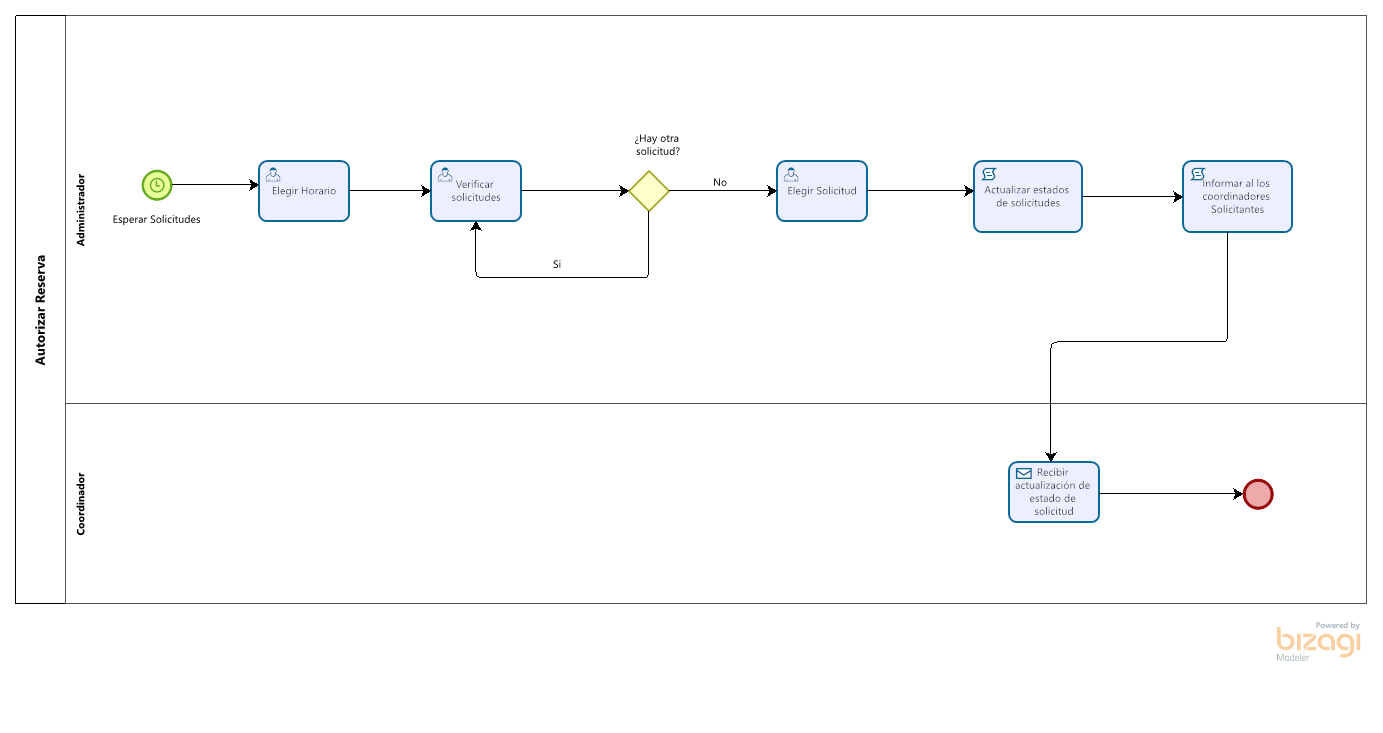 Autorizar Reserva
Administrador
Esperar Solicitudes
Elegir Horario
Verificar
solicitudes
¿Hay otra
solicitud?
Si
No
Elegir Solicitud
Actualizar estados
de solicitudes
Informar al los
coordinadores
Solicitantes
Coordinador
Recibir
actualización de
estado de
solicitud
Powered by
bizagi
Modeler